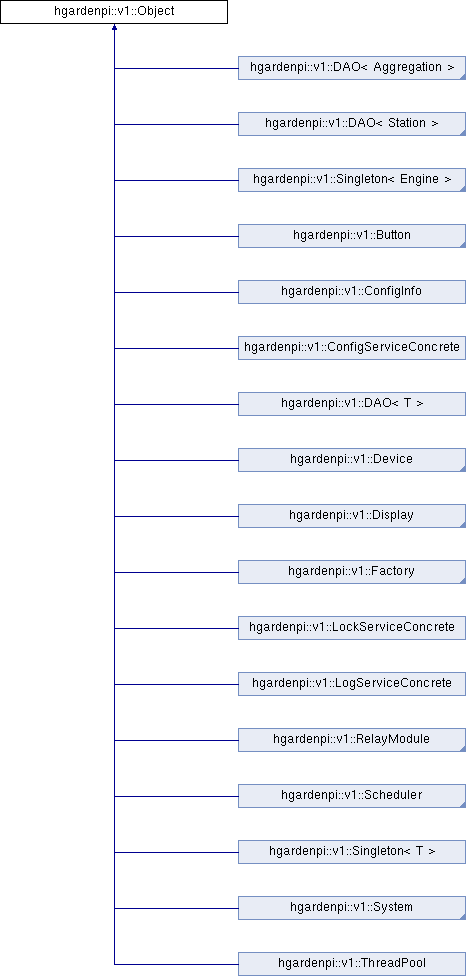 hgardenpi::v1::Object
hgardenpi::v1::DAO< Aggregation >
hgardenpi::v1::DAO< Station >
hgardenpi::v1::Singleton< Engine >
hgardenpi::v1::Button
hgardenpi::v1::ConfigInfo
hgardenpi::v1::ConfigServiceConcrete
hgardenpi::v1::DAO< T >
hgardenpi::v1::Device
hgardenpi::v1::Display
hgardenpi::v1::Factory
hgardenpi::v1::LockServiceConcrete
hgardenpi::v1::LogServiceConcrete
hgardenpi::v1::RelayModule
hgardenpi::v1::Scheduler
hgardenpi::v1::Singleton< T >
hgardenpi::v1::System
hgardenpi::v1::ThreadPool